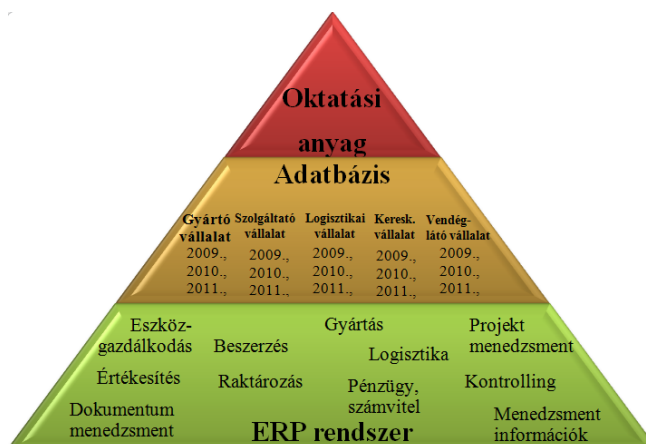 Oktatási
anyag
Adatbázis
Gyártó
vállalat
2009.,
2010.,
2011.,
Szolgáltató
vállalat
2009.,
2010.,
2011.,
Logisztikai
vállalat
2009.,
2010.,
2011.,
Keresk.
vállalat
2009.,
2010.,
2011.,
Vendég-
látó vállalat
2009.,
2010.,
2011.,
Eszköz-
gazdálkodás
Beszerzés
Gyártás
Logisztika
Projekt
menedzsment
Értékesítés
Raktározás
Pénzügy,
számvitel
Kontrolling
Dokumentum
menedzsment
ERP rendszer
Menedzsment
információk